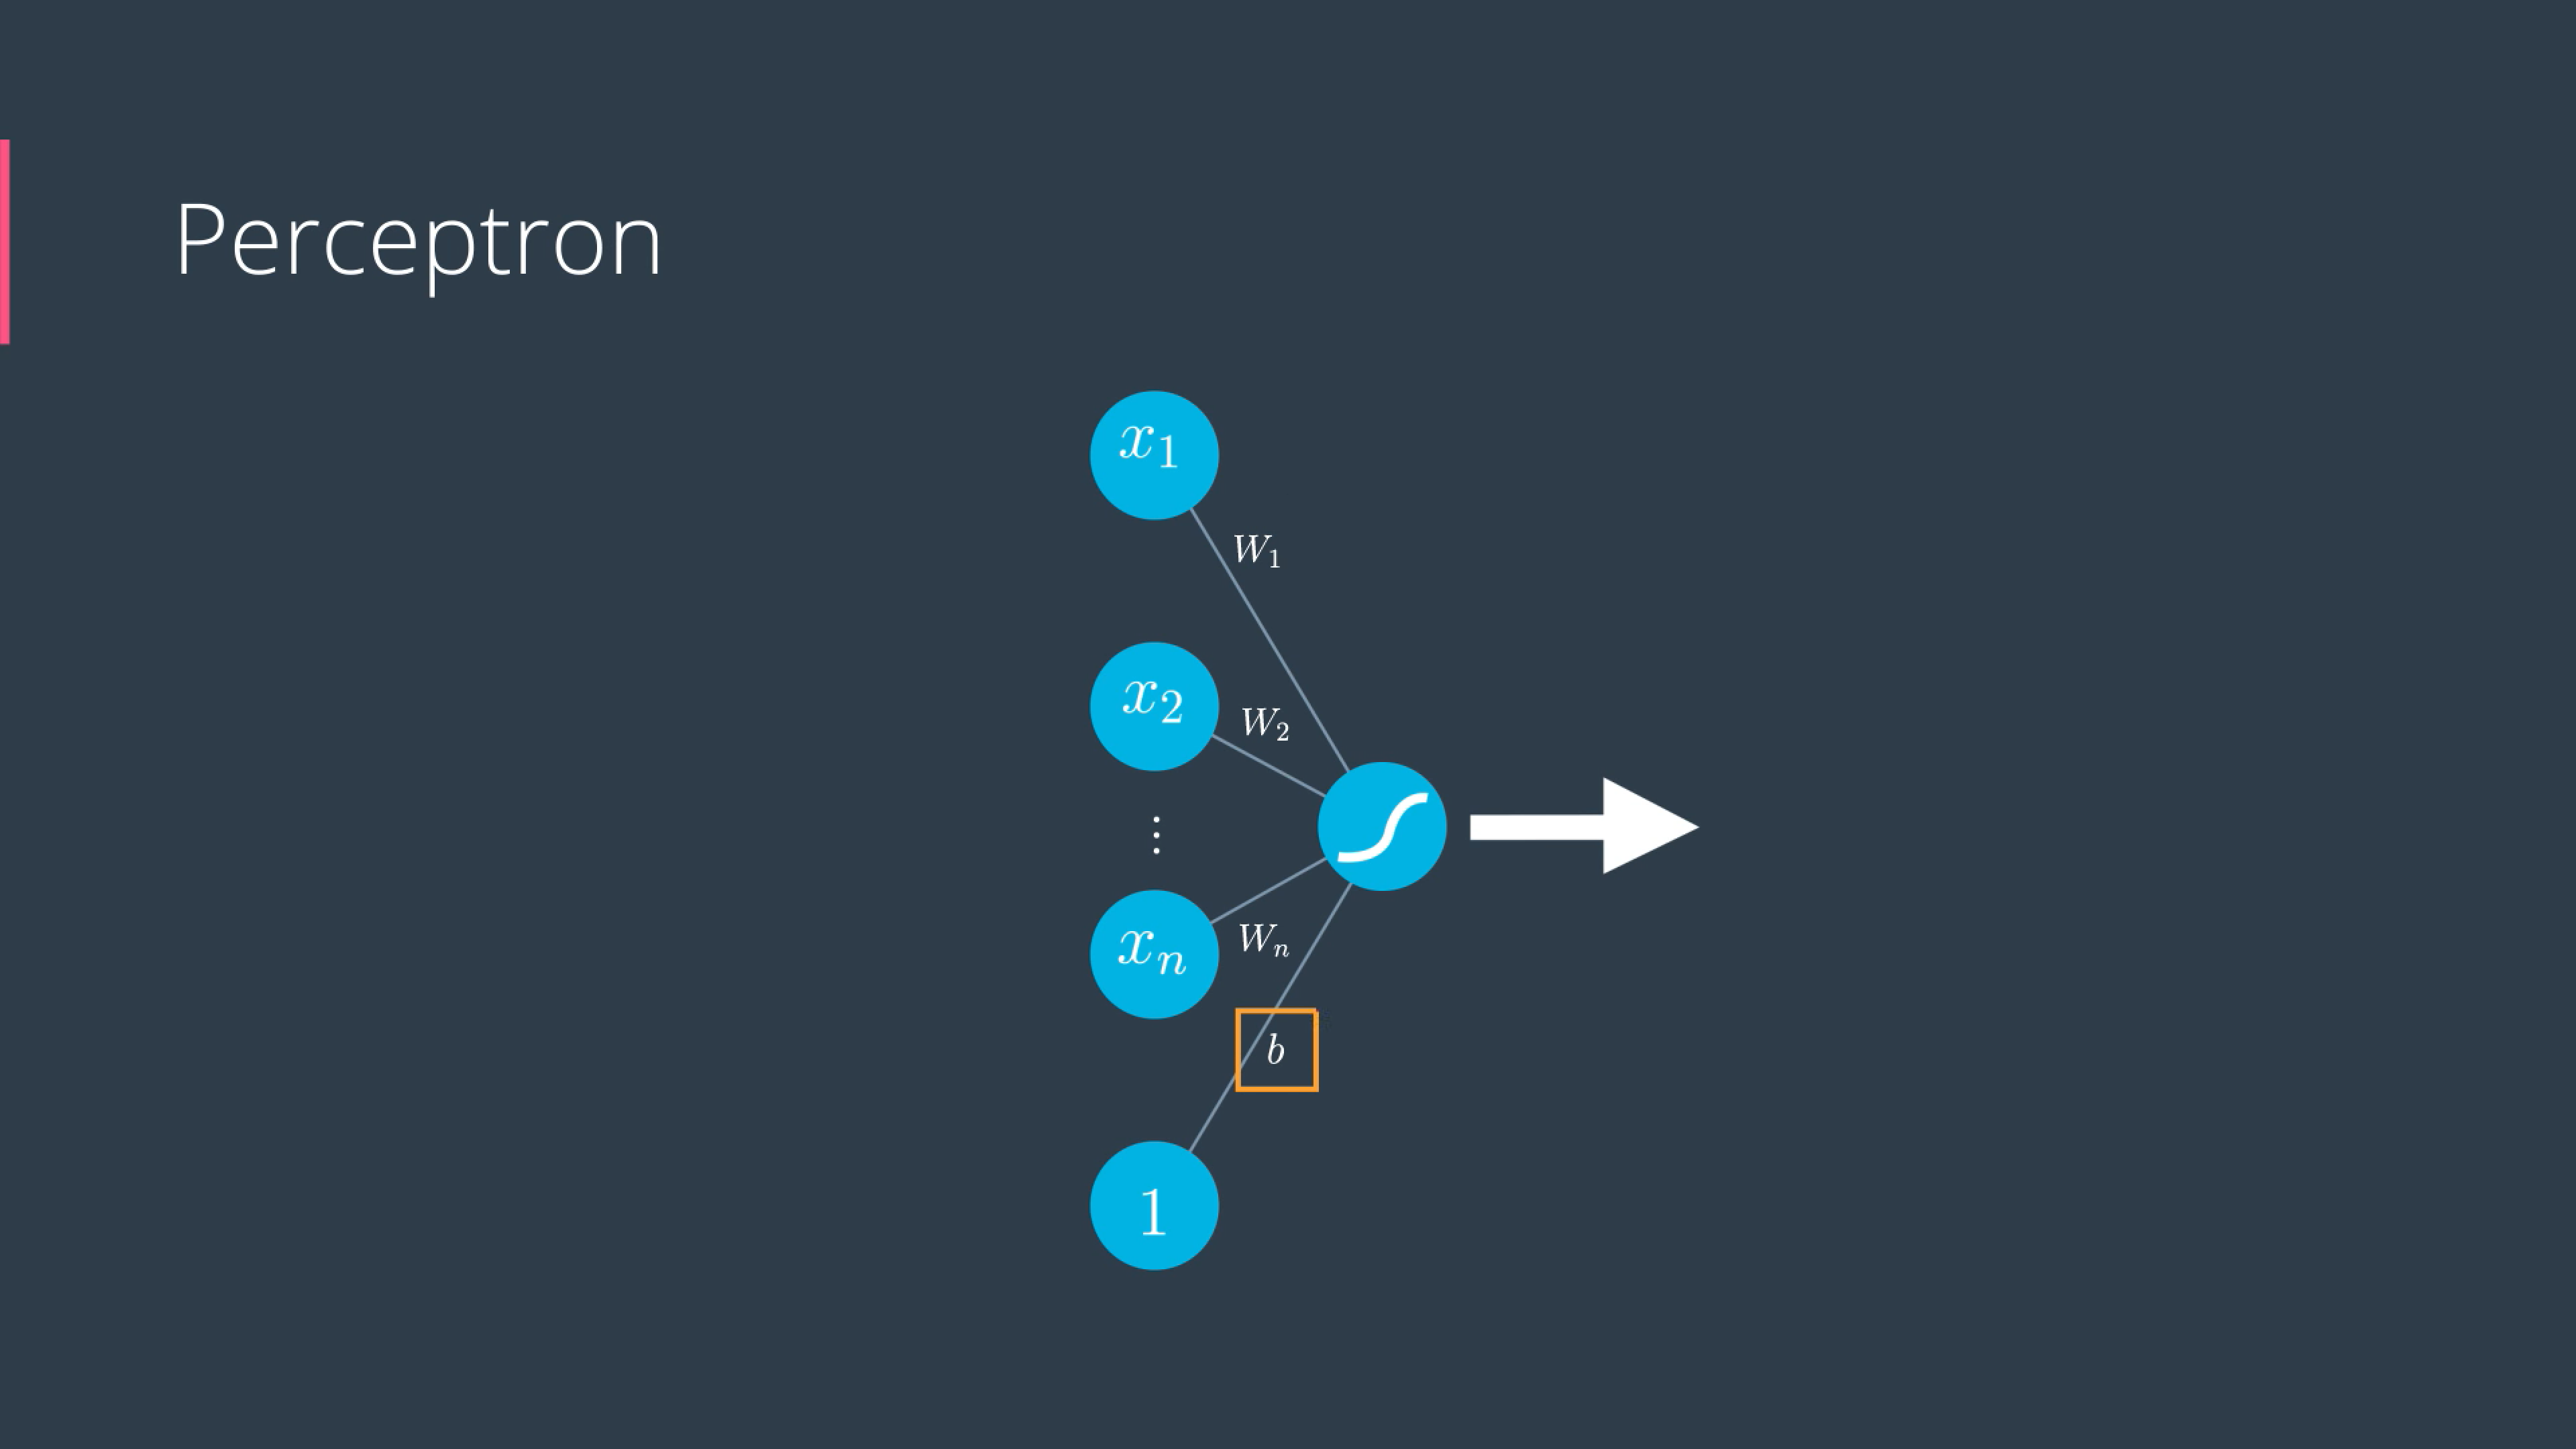 Perceptron
x₁
W₁
x₂
W₂
⋮
xₙ
Wₙ
b
1